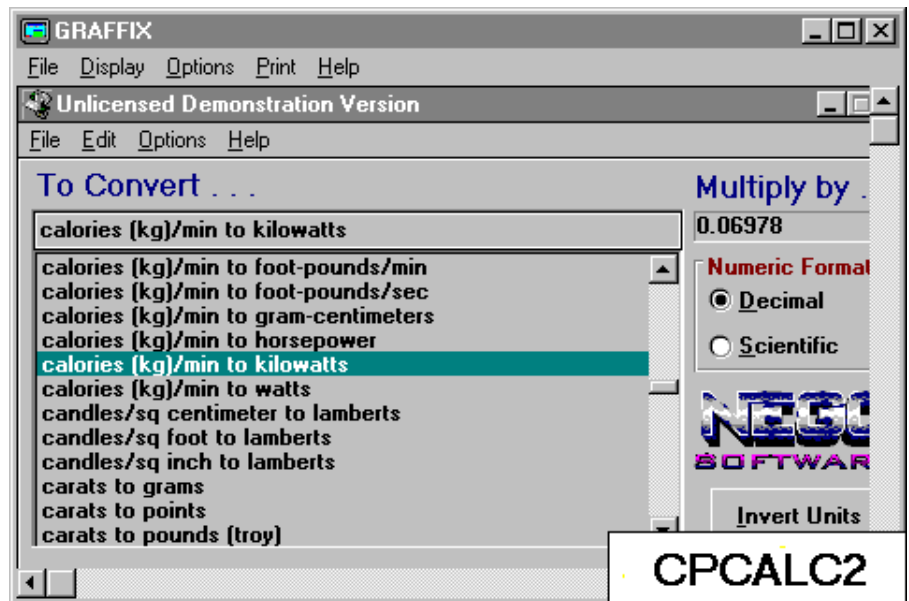 GRAFFIX
File Display Options Print Help
Unlicensed Demonstration Version
File Edit Options Help
To Convert . . .
Multiply by .
calories (kg)/min to kilowatts
0.06978
calories (kg)/min to foot-pounds/min
calories (kg)/min to foot-pounds/sec
calories (kg)/min to gram-centimeters
calories (kg)/min to horsepower
calories (kg)/min to kilowatts
calories (kg)/min to watts
candles/sq centimeter to lamberts
candles/sq foot to lamberts
candles/sq inch to lamberts
carats to grams
carats to points
carats to pounds (troy)
Numeric Format
Decimal
Scientific
NEGO
SOFTWAR
Invert Units
CPCALC2